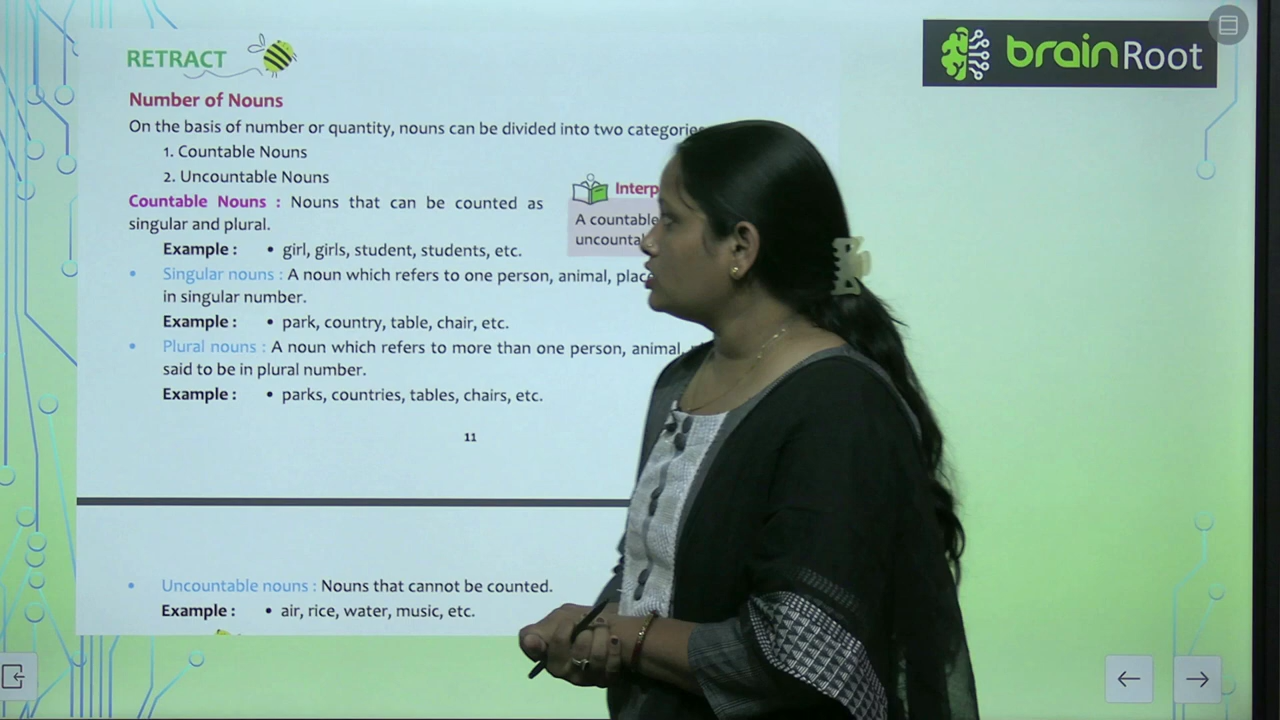 RETRACT
brainRoot
Number of Nouns
On the basis of number or quantity, nouns can be divided into two
1. Countable Nouns
2. Uncountable Nouns
Countable Nouns : Nouns that can be counted as
singular and plural.
A countable
Example : • girl, girls, student, students, etc.
• Singular nouns : A noun which refers to one person, animal,
in singular number.
Example : • park, country, table, chair, etc.
• Plural nouns : A noun which refers to more than one person, animal,
said to be in plural number.
Example : • parks, countries, tables, chairs, etc.
11
• Uncountable nouns : Nouns that cannot be counted.
Example : • air, rice, water, music, etc.